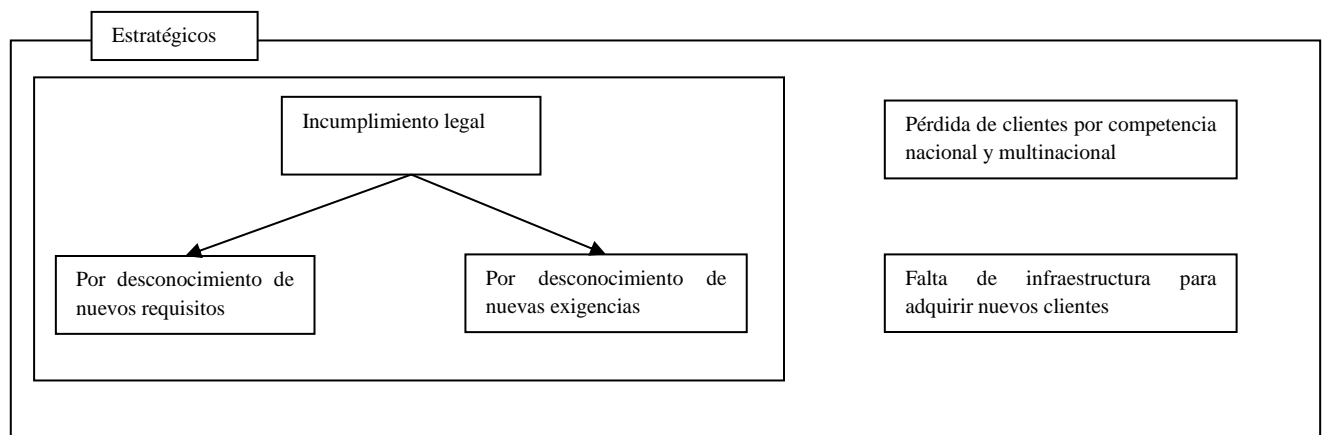 Estratégicos
Incumplimiento legal
Pérdida de clientes por competencia
nacional y multinacional
Por desconocimiento de
nuevos requisitos
Por desconocimiento de
nuevas exigencias
Falta de infraestructura para
adquirir nuevos clientes